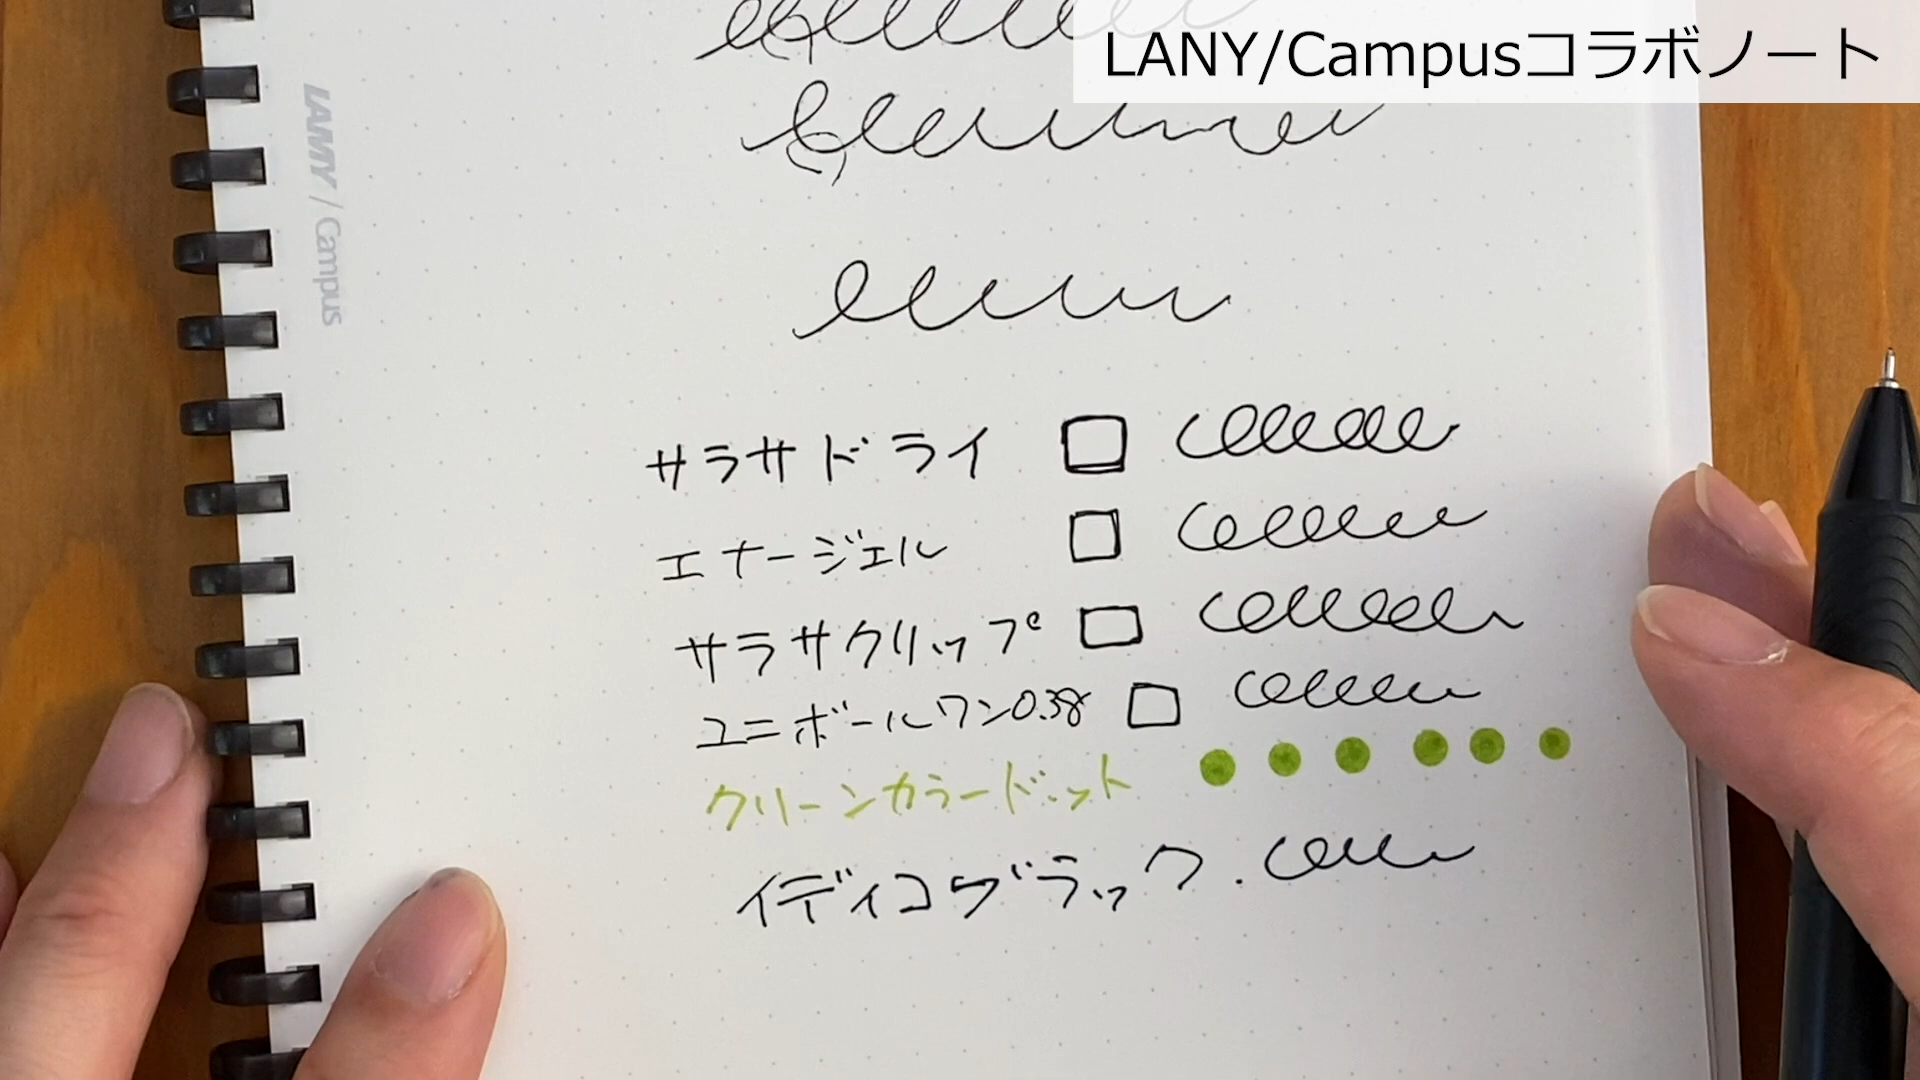 LANY/Campusコラボノート
LAMY / Campus
サラサドライ
エナージェル
サラサクリップ
ユニボールワン0.38
クリーンカラードット
イディコブラック.